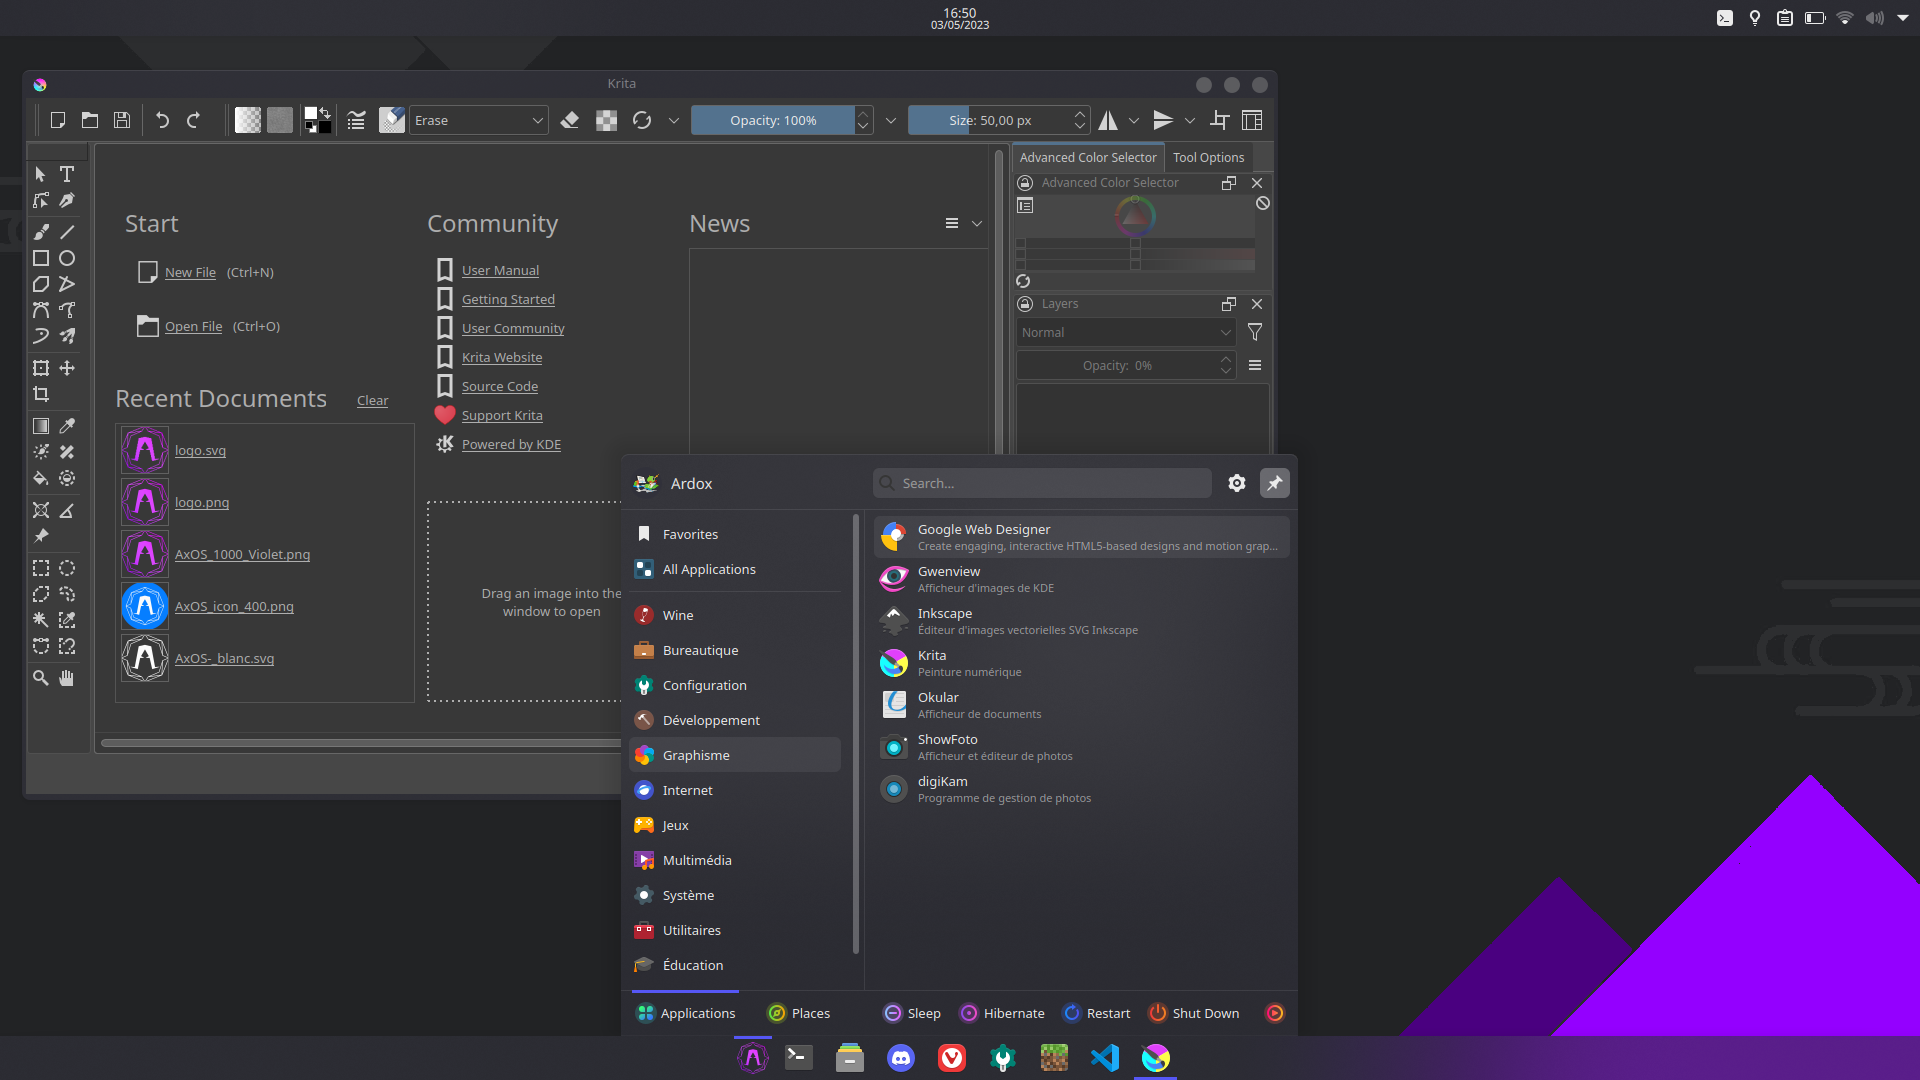 16:50
03/05/2023
Krita
Erase
Opacity: 100%
Size: 50,00 px
Advanced Color Selector
Tool Options
Advanced Color Selector
Layers
Normal
Opacity: 0%
Start
New File (Ctrl+N)
Open File (Ctrl+O)
Recent Documents
Clear
logo.svg
logo.png
AxOS_1000_Violet.png
AxOS_icon_400.png
AxOS-_blanc.svg
Community
User Manual
Getting Started
User Community
Krita Website
Source Code
Support Krita
Powered by KDE
Drag an image into the
window to open
News
Ardox
Search...
Favorites
All Applications
Wine
Bureautique
Configuration
Développement
Graphisme
Internet
Jeux
Multimédia
Système
Utilitaires
Éducation
Google Web Designer
Create engaging, interactive HTML5-based designs and motion grap...
Gwenview
Afficheur d'images de KDE
Inkscape
Éditeur d'images vectorielles SVG Inkscape
Krita
Peinture numérique
Okular
Afficheur de documents
ShowFoto
Afficheur et éditeur de photos
digiKam
Programme de gestion de photos
Applications
Places
Sleep
Hibernate
Restart
Shut Down